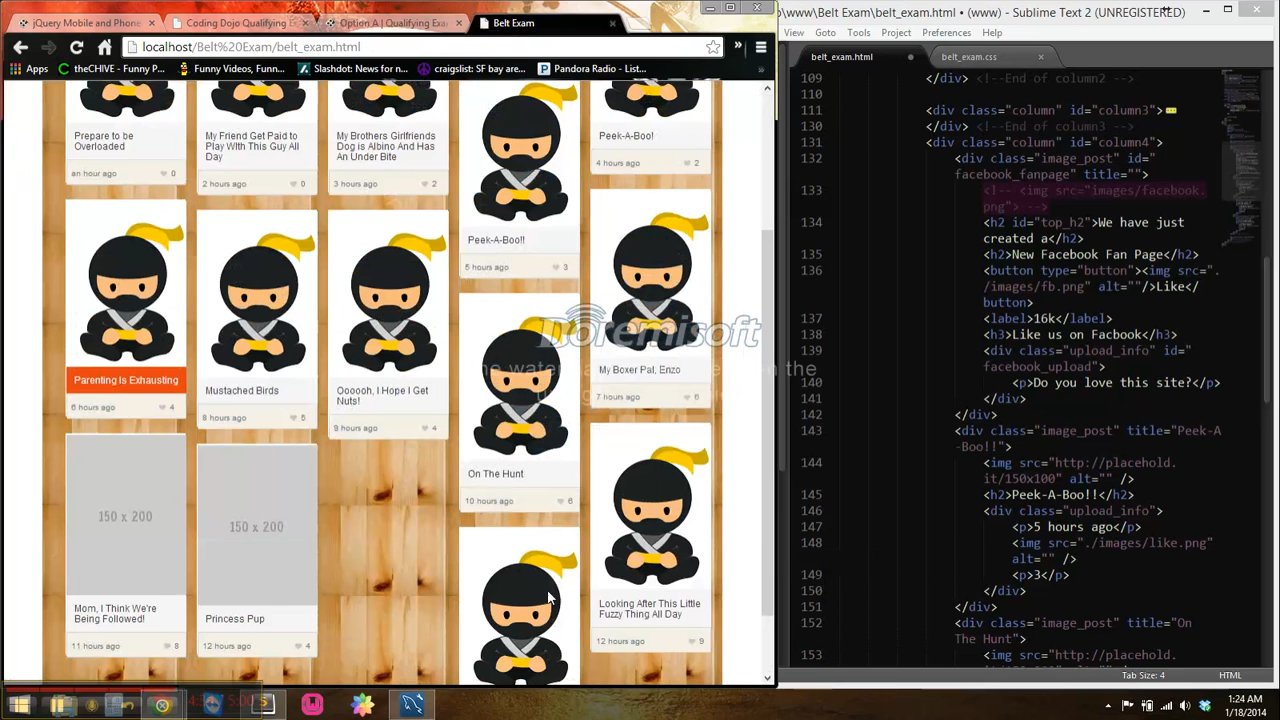 jQuery Mobile and Phone
Coding Dojo Qualifying E
Option A | Qualifying Exam
Belt Exam
localhost/Belt%20Exam/belt_exam.html
Apps
theCHIVE - Funny P...
Funny Videos, Funn...
Slashdot: News for n...
craigslist: SF bay are...
Pandora Radio - List...
Prepare to be
Overloaded
an hour ago
0
My Friend Get Paid to
Play With This Guy All
Day
2 hours ago
0
My Brothers Girlfriends
Dog is Albino And Has
An Under Bite
3 hours ago
2
Peek-A-Boo!!
5 hours ago
3
Peek-A-Boo!
4 hours ago
2
Parenting Is Exhausting
6 hours ago
4
Mustached Birds
8 hours ago
5
Oooooh, I Hope I Get
Nuts!
9 hours ago
4
On The Hunt
10 hours ago
6
My Boxer Pal, Enzo
7 hours ago
6
150 x 200
Mom, I Think We're
Being Followed!
11 hours ago
8
150 x 200
Princess Pup
12 hours ago
4
Looking After This Little
Fuzzy Thing All Day
12 hours ago
9
Doremisoft
\www\Belt Exam\belt_exam.html • (www) - Sublime Text 2 (UNREGISTERED)
View Goto Tools Project Preferences Help
belt_exam.html
belt_exam.css
109 </div> <!--End of column2 -->
110
111 <div class="column" id="column3">
130 </div> <!--End of column3 -->
131 <div class="column" id="column4">
132 <div class="image_post" id="
facebook_fanpage" title="">
133 <!-- <img src="images/facebook.
png"> -->
134 <h2 id="top_h2">We have just
created a</h2>
135 <h2>New Facebook Fan Page</h2>
136 <button type="button"><img src=".
/images/fb.png" alt=""/>Like</
button>
137 <label>16k</label>
138 <h3>Like us on Facbook</h3>
139 <div class="upload_info" id="
facebook_upload">
140 <p>Do you love this site?</p>
141 </div>
142 </div>
143 <div class="image_post" title="Peek-A
-Boo!!">
144 <img src="http://placehold.
it/150x100" alt="" />
145 <h2>Peek-A-Boo!!</h2>
146 <div class="upload_info">
147 <p>5 hours ago</p>
148 <img src="./images/like.png"
alt="" />
149 <p>3</p>
150 </div>
151 </div>
152 <div class="image_post" title="On
The Hunt">
153 <img src="http://placehold.
Tab Size: 4
HTML
1:24 AM
1/18/2014